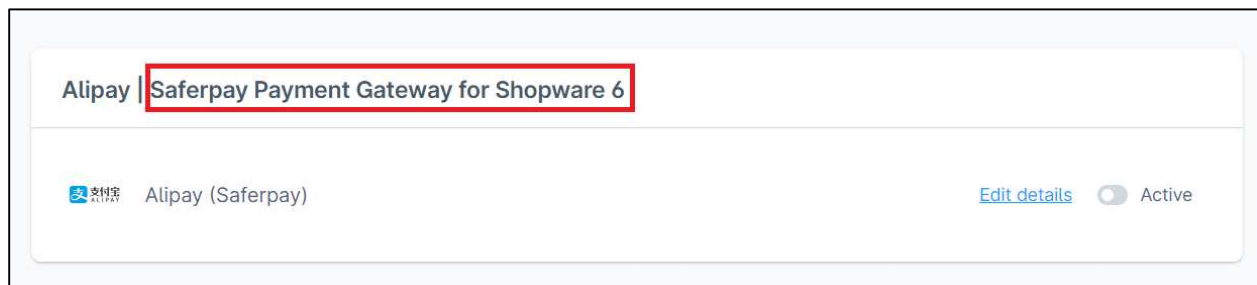 Alipay | Saferpay Payment Gateway for Shopware 6
支付宝 ALIPAY Alipay (Saferpay) Edit details Active